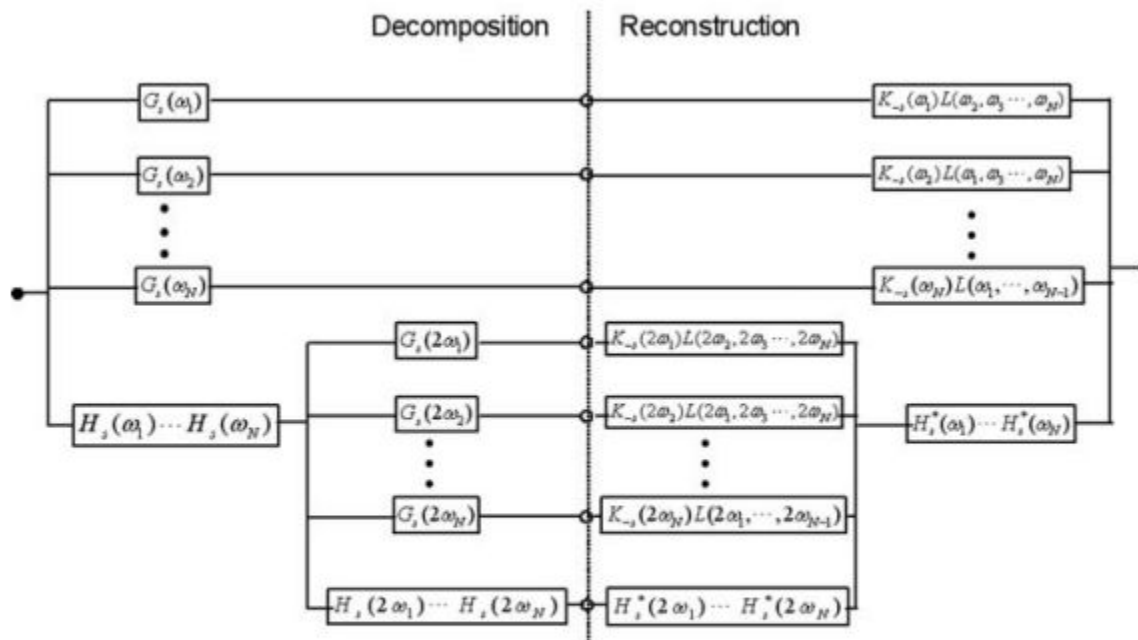 Decomposition Reconstruction
G_s(ω_1) K_{-s}(ω_1)L(ω_2, ω_3 ⋯, ω_N)
G_s(ω_2) K_{-s}(ω_2)L(ω_1, ω_3 ⋯, ω_N)
G_s(ω_N) K_{-s}(ω_N)L(ω_1, ⋯, ω_{N-1})
G_s(2ω_1) K_{-s}(2ω_1)L(2ω_2, 2ω_3 ⋯, 2ω_N)
G_s(2ω_2) K_{-s}(2ω_2)L(2ω_1, 2ω_3 ⋯, 2ω_N)
H_s(ω_1) ⋯ H_s(ω_N) H_s^*(ω_1) ⋯ H_s^*(ω_N)
G_s(2ω_N) K_{-s}(2ω_N)L(2ω_1, ⋯, 2ω_{N-1})
H_s(2ω_1) ⋯ H_s(2ω_N) H_s^*(2ω_1) ⋯ H_s^*(2ω_N)